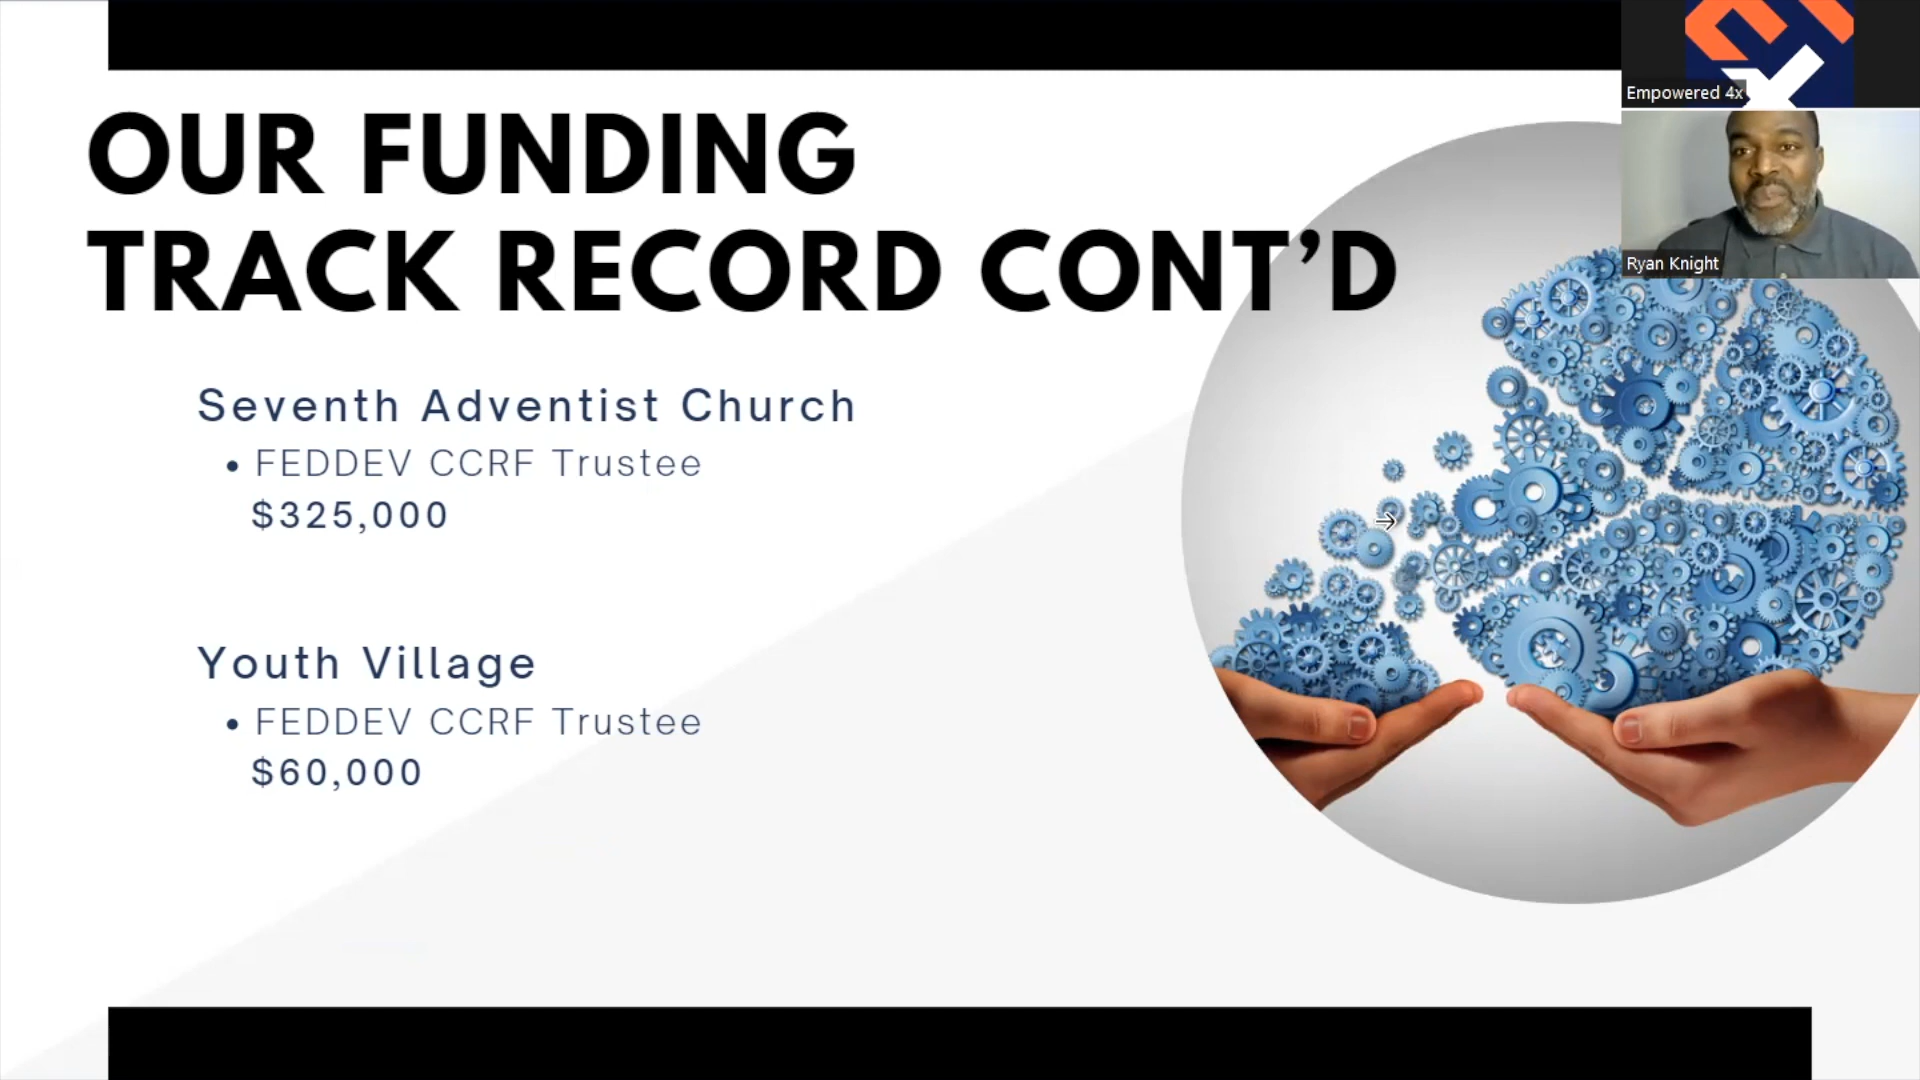 OUR FUNDING
TRACK RECORD CONT’D
Seventh Adventist Church
• FEDDEV CCRF Trustee
$325,000
Youth Village
• FEDDEV CCRF Trustee
$60,000
Empowered 4x
Ryan Knight